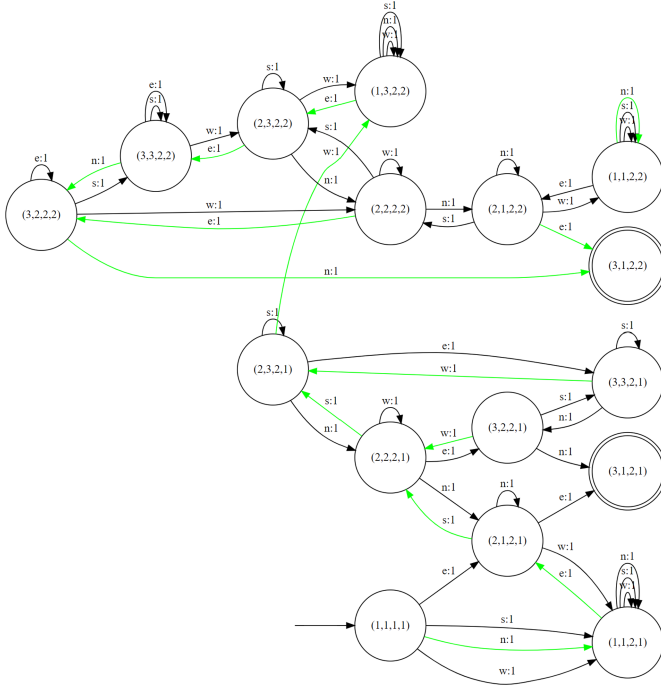 s:1
n:1
w:1
(1,3,2,2)
e:1
s:1
(3,3,2,2)
s:1
(2,3,2,2)
w:1
e:1
w:1
e:1
n:1
s:1
w:1
e:1
(3,2,2,2)
n:1
s:1
n:1
w:1
(2,2,2,2)
w:1
e:1
n:1
s:1
n:1
(2,1,2,2)
n:1
s:1
w:1
(1,1,2,2)
e:1
w:1
e:1
(3,1,2,2)
n:1
s:1
(2,3,2,1)
e:1
w:1
s:1
(3,3,2,1)
s:1
n:1
w:1
(2,2,2,1)
w:1
e:1
(3,2,2,1)
s:1
n:1
n:1
(3,1,2,1)
n:1
s:1
n:1
(2,1,2,1)
e:1
w:1
e:1
e:1
(1,1,1,1)
s:1
n:1
w:1
n:1
s:1
w:1
(1,1,2,1)